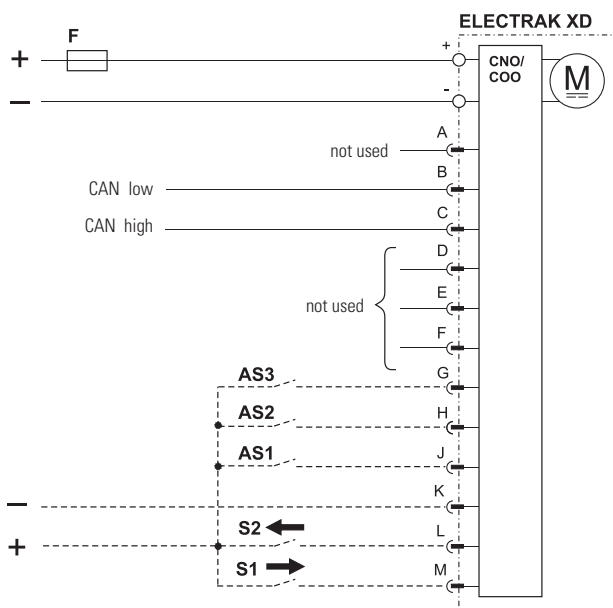 ELECTRAK XD
F
+
+
CNO/
COO
M
–
-
A
not used
B
CAN low
C
CAN high
D
E
not used
F
AS3
G
AS2
H
AS1
J
K
–
S2
L
+
S1
M